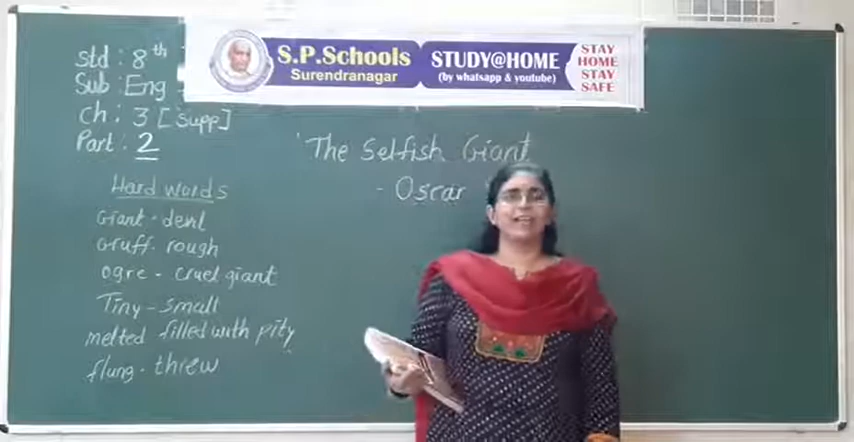 std : 8th
Sub : Eng
Ch : 3 [Supp]
Part : 2
S.P.Schools
Surendranagar
STUDY@HOME
(by whatsapp & youtube)
STAY
HOME
STAY
SAFE
The Selfish Giant
- Oscar
Hard words
Giant - dent
Gruff - rough
Ogre - cruel giant
Tiny - small
melted filled with pity
flung - threw